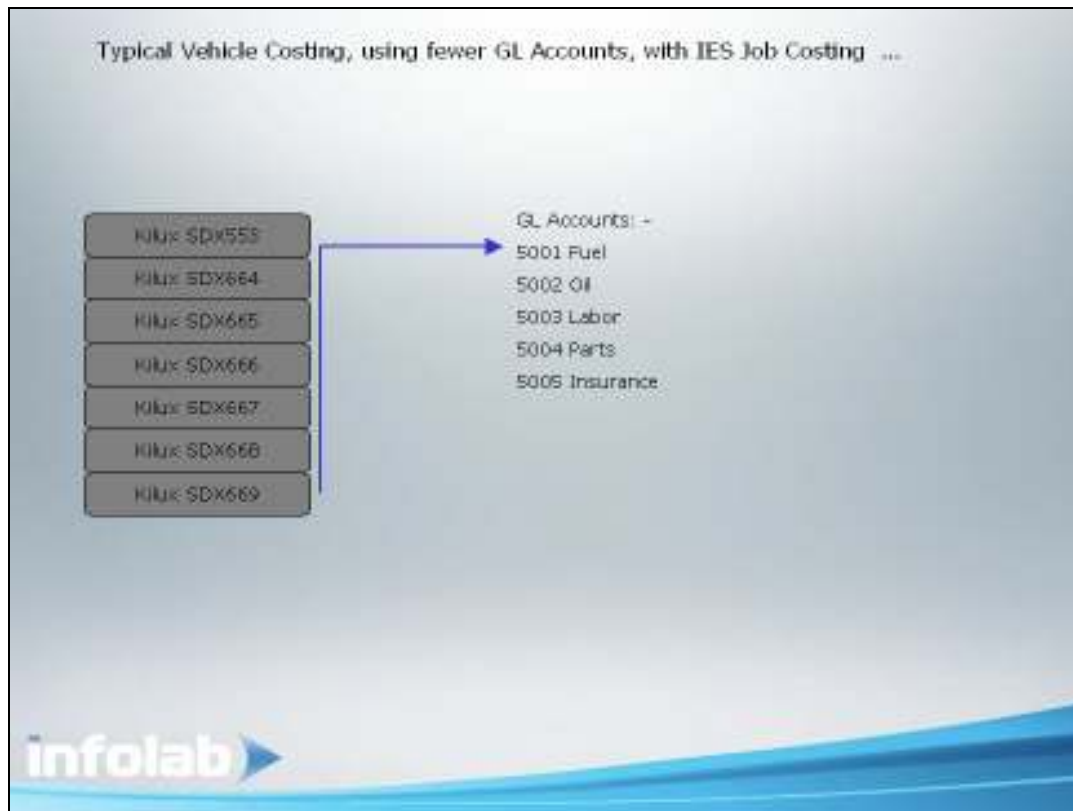 Typical Vehicle Costing, using fewer GL Accounts, with IES Job Costing ...
Kilux SDX553
Kilux SDX664
Kilux SDX665
Kilux SDX666
Kilux SDX667
Kilux SDX668
Kilux SDX669
GL Accounts: -
5001 Fuel
5002 Oil
5003 Labor
5004 Parts
5005 Insurance
infolab